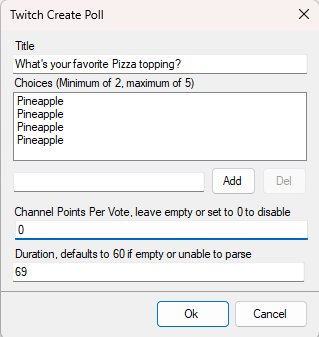 Twitch Create Poll
Title
What's your favorite Pizza topping?
Choices (Minimum of 2, maximum of 5)
Pineapple
Pineapple
Pineapple
Pineapple
Add
Del
Channel Points Per Vote, leave empty or set to 0 to disable
0
Duration, defaults to 60 if empty or unable to parse
69
Ok
Cancel